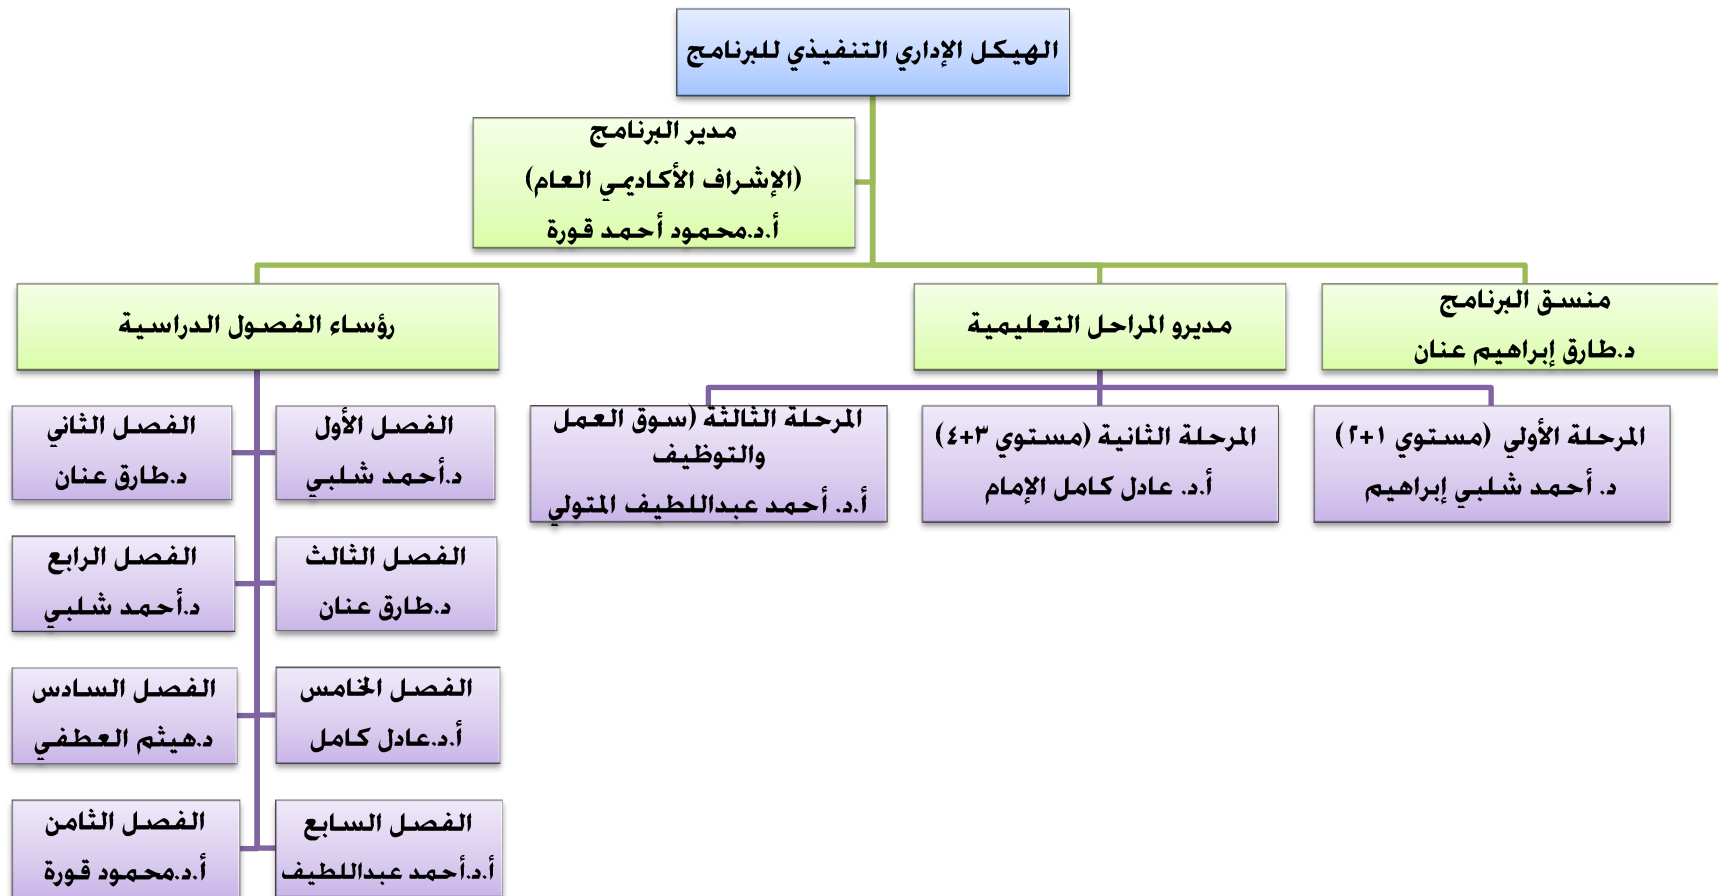 الهيكل الإداري التنفيذي للبرنامج
مدير البرنامج
(الإشراف الأكاديمي العام)
أ.د.محمود أحمد قورة
منسق البرنامج
د.طارق إبراهيم عنان
مديرو المراحل التعليمية
رؤساء الفصول الدراسية
المرحلة الأولي (مستوي ١+٢)
د. أحمد شلبي إبراهيم
المرحلة الثانية (مستوي ٣+٤)
أ.د. عادل كامل الإمام
المرحلة الثالثة (سوق العمل
والتوظيف
أ.د. أحمد عبداللطيف المتولي
الفصل الأول
د.أحمد شلبي
الفصل الثاني
د.طارق عنان
الفصل الثالث
د.طارق عنان
الفصل الرابع
د.أحمد شلبي
الفصل الخامس
أ.د.عادل كامل
الفصل السادس
د.هيثم العطفي
الفصل السابع
أ.د.أحمد عبداللطيف
الفصل الثامن
أ.د.محمود قورة